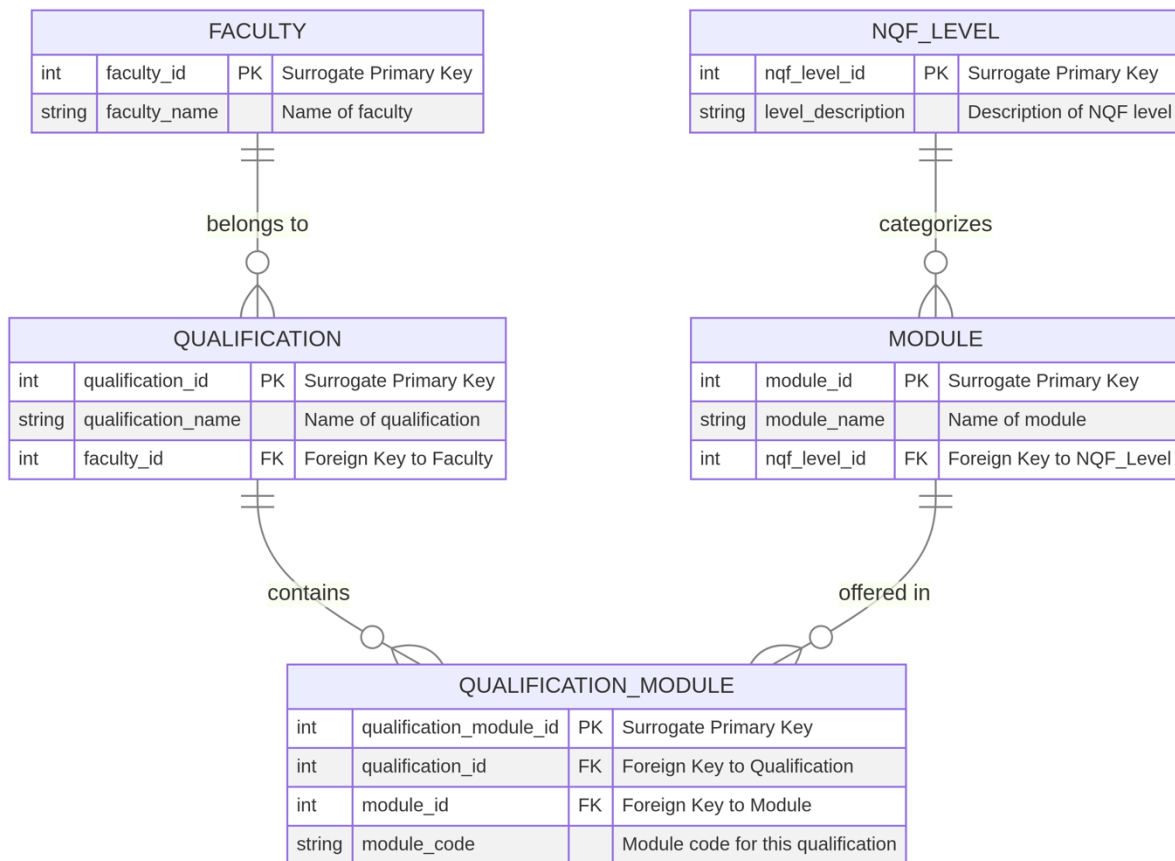 FACULTY
int faculty_id PK Surrogate Primary Key
string faculty_name Name of faculty
NQF_LEVEL
int nqf_level_id PK Surrogate Primary Key
string level_description Description of NQF level
belongs to
categorizes
QUALIFICATION
int qualification_id PK Surrogate Primary Key
string qualification_name Name of qualification
int faculty_id FK Foreign Key to Faculty
MODULE
int module_id PK Surrogate Primary Key
string module_name Name of module
int nqf_level_id FK Foreign Key to NQF_Level
contains
offered in
QUALIFICATION_MODULE
int qualification_module_id PK Surrogate Primary Key
int qualification_id FK Foreign Key to Qualification
int module_id FK Foreign Key to Module
string module_code Module code for this qualification